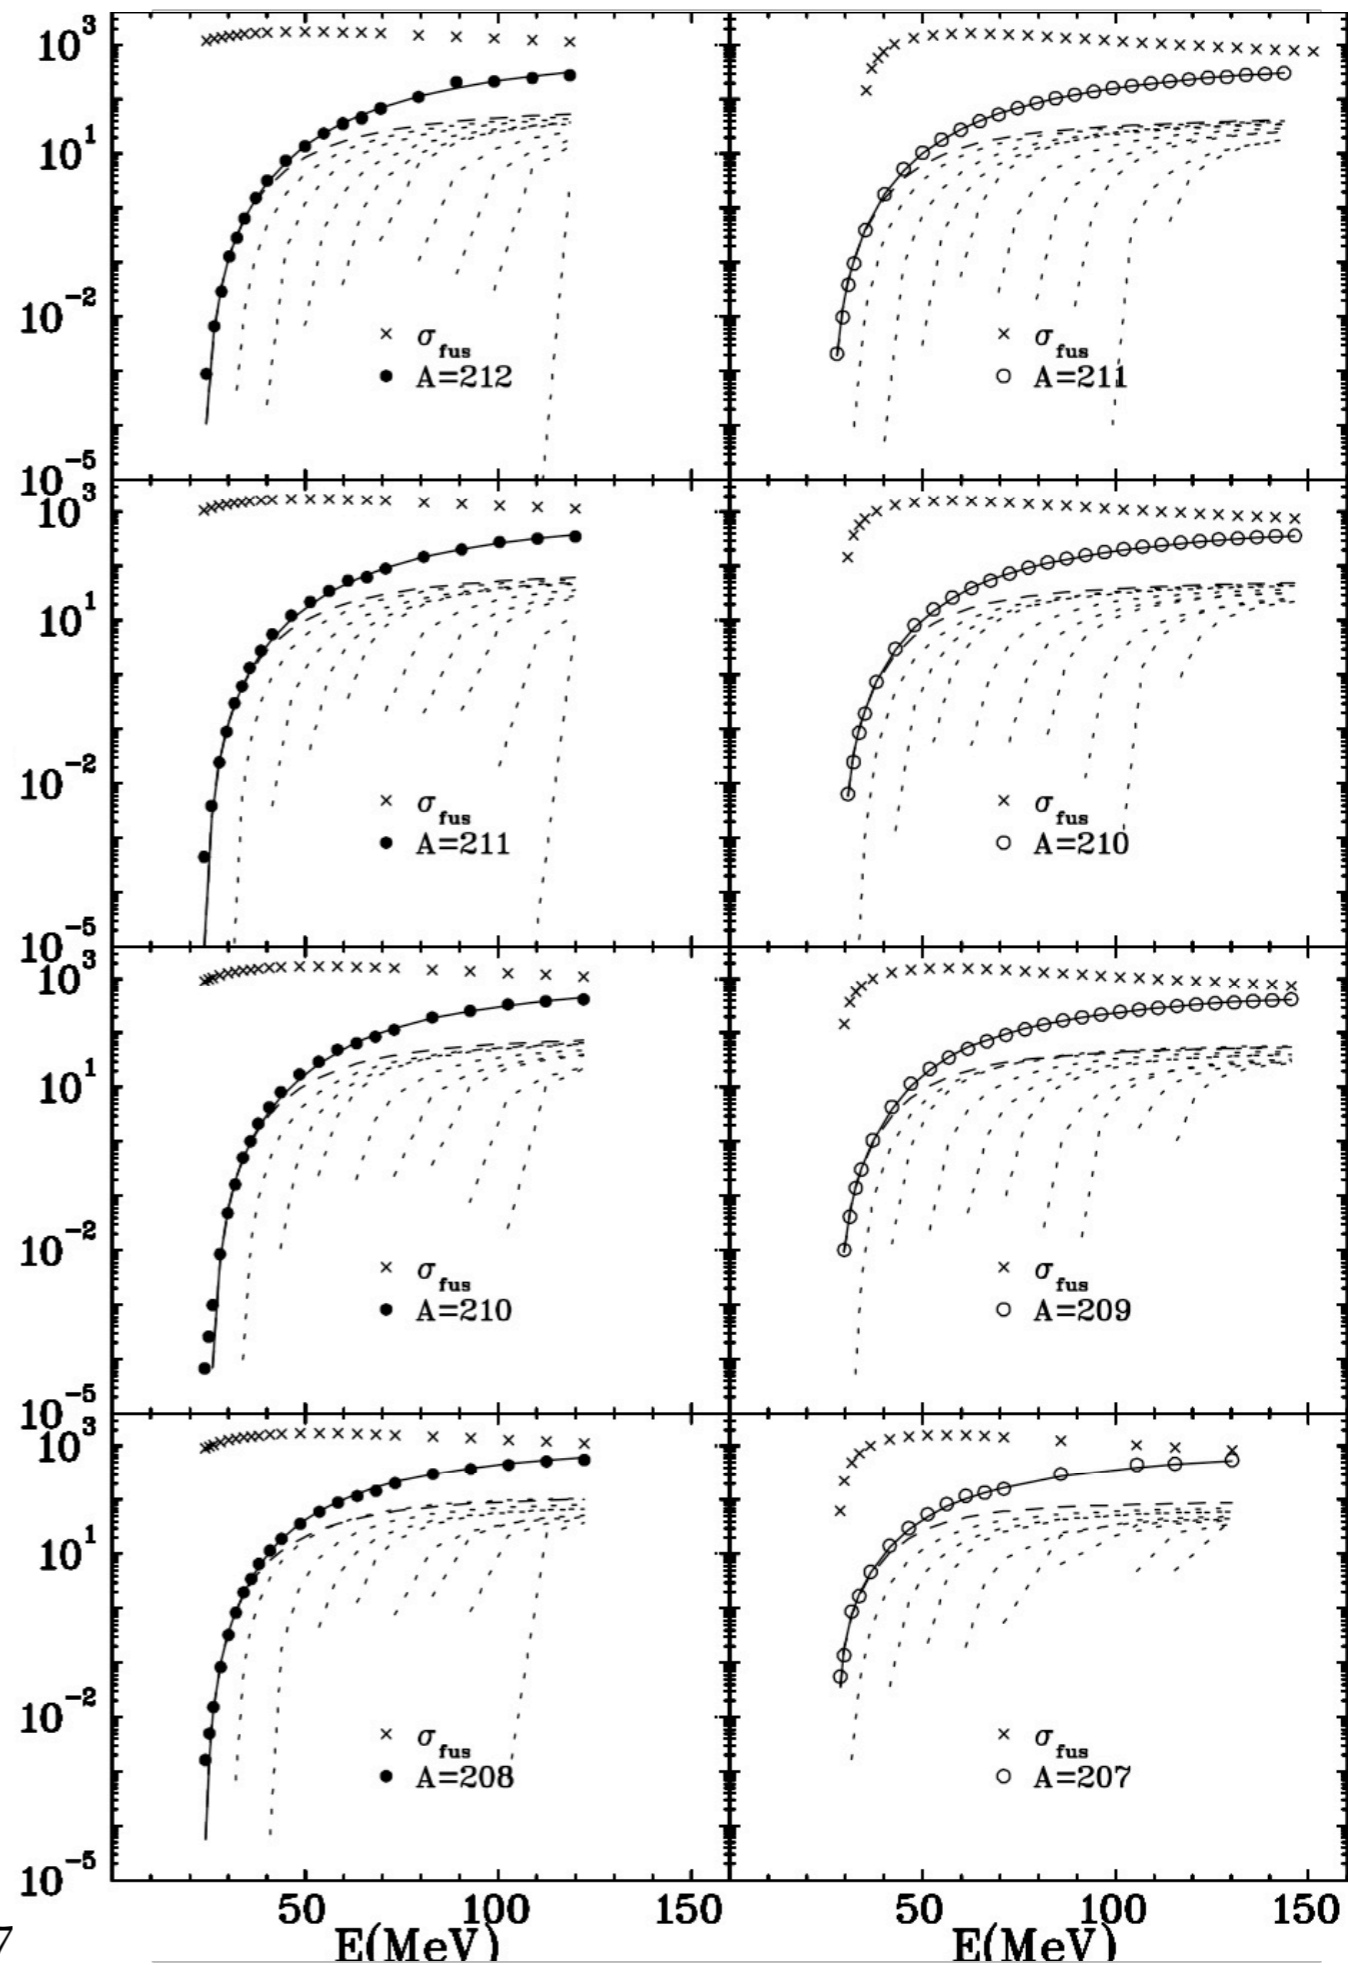 10^3
10^1
10^-2
10^-5
× σ_fus
● A=212
× σ_fus
○ A=211
10^3
10^1
10^-2
10^-5
× σ_fus
● A=211
× σ_fus
○ A=210
10^3
10^1
10^-2
10^-5
× σ_fus
● A=210
× σ_fus
○ A=209
10^3
10^1
10^-2
10^-5
× σ_fus
● A=208
× σ_fus
○ A=207
50 100 150 50 100 150
E(MeV) E(MeV)
7